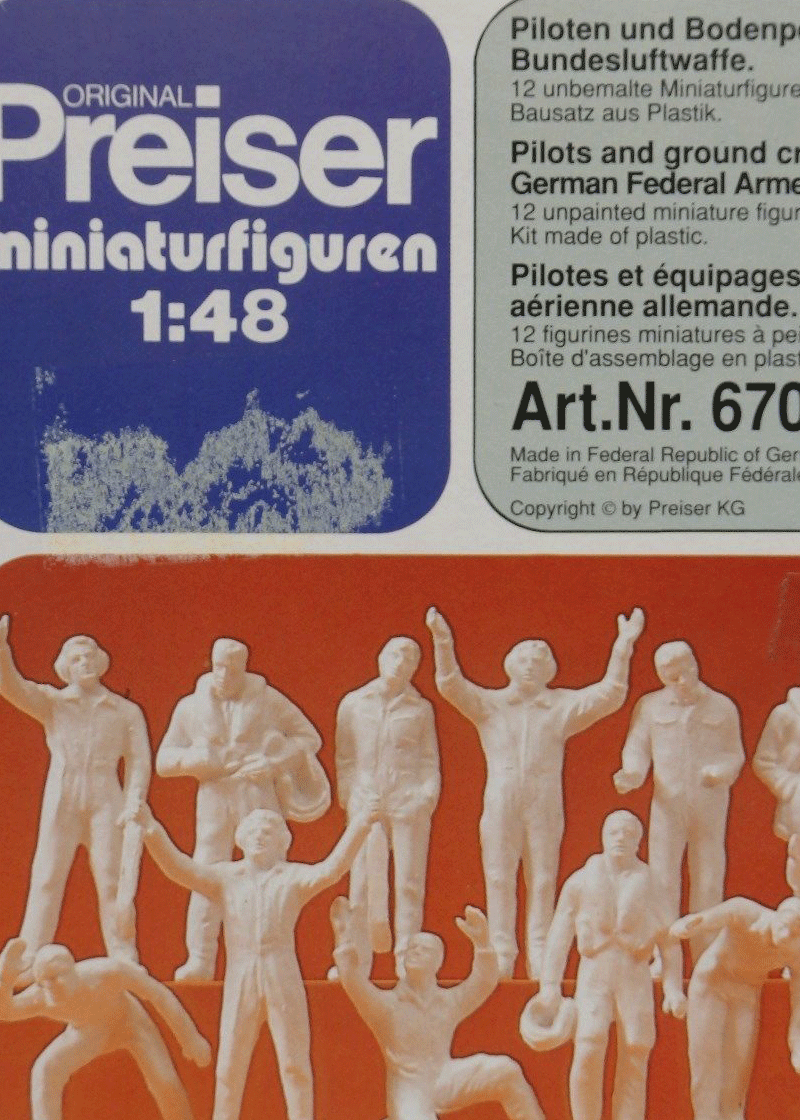 ORIGINAL
Preiser
miniaturfiguren
1:48
Piloten und Bodenpe
Bundesluftwaffe.
12 unbemalte Miniaturfigure
Bausatz aus Plastik.
Pilots and ground cr
German Federal Arme
12 unpainted miniature figur
Kit made of plastic.
Pilotes et équipages
aérienne allemande.
12 figurines miniatures à pei
Boîte d'assemblage en plast
Art.Nr. 670
Made in Federal Republic of Ger
Fabriqué en République Fédérale
Copyright © by Preiser KG